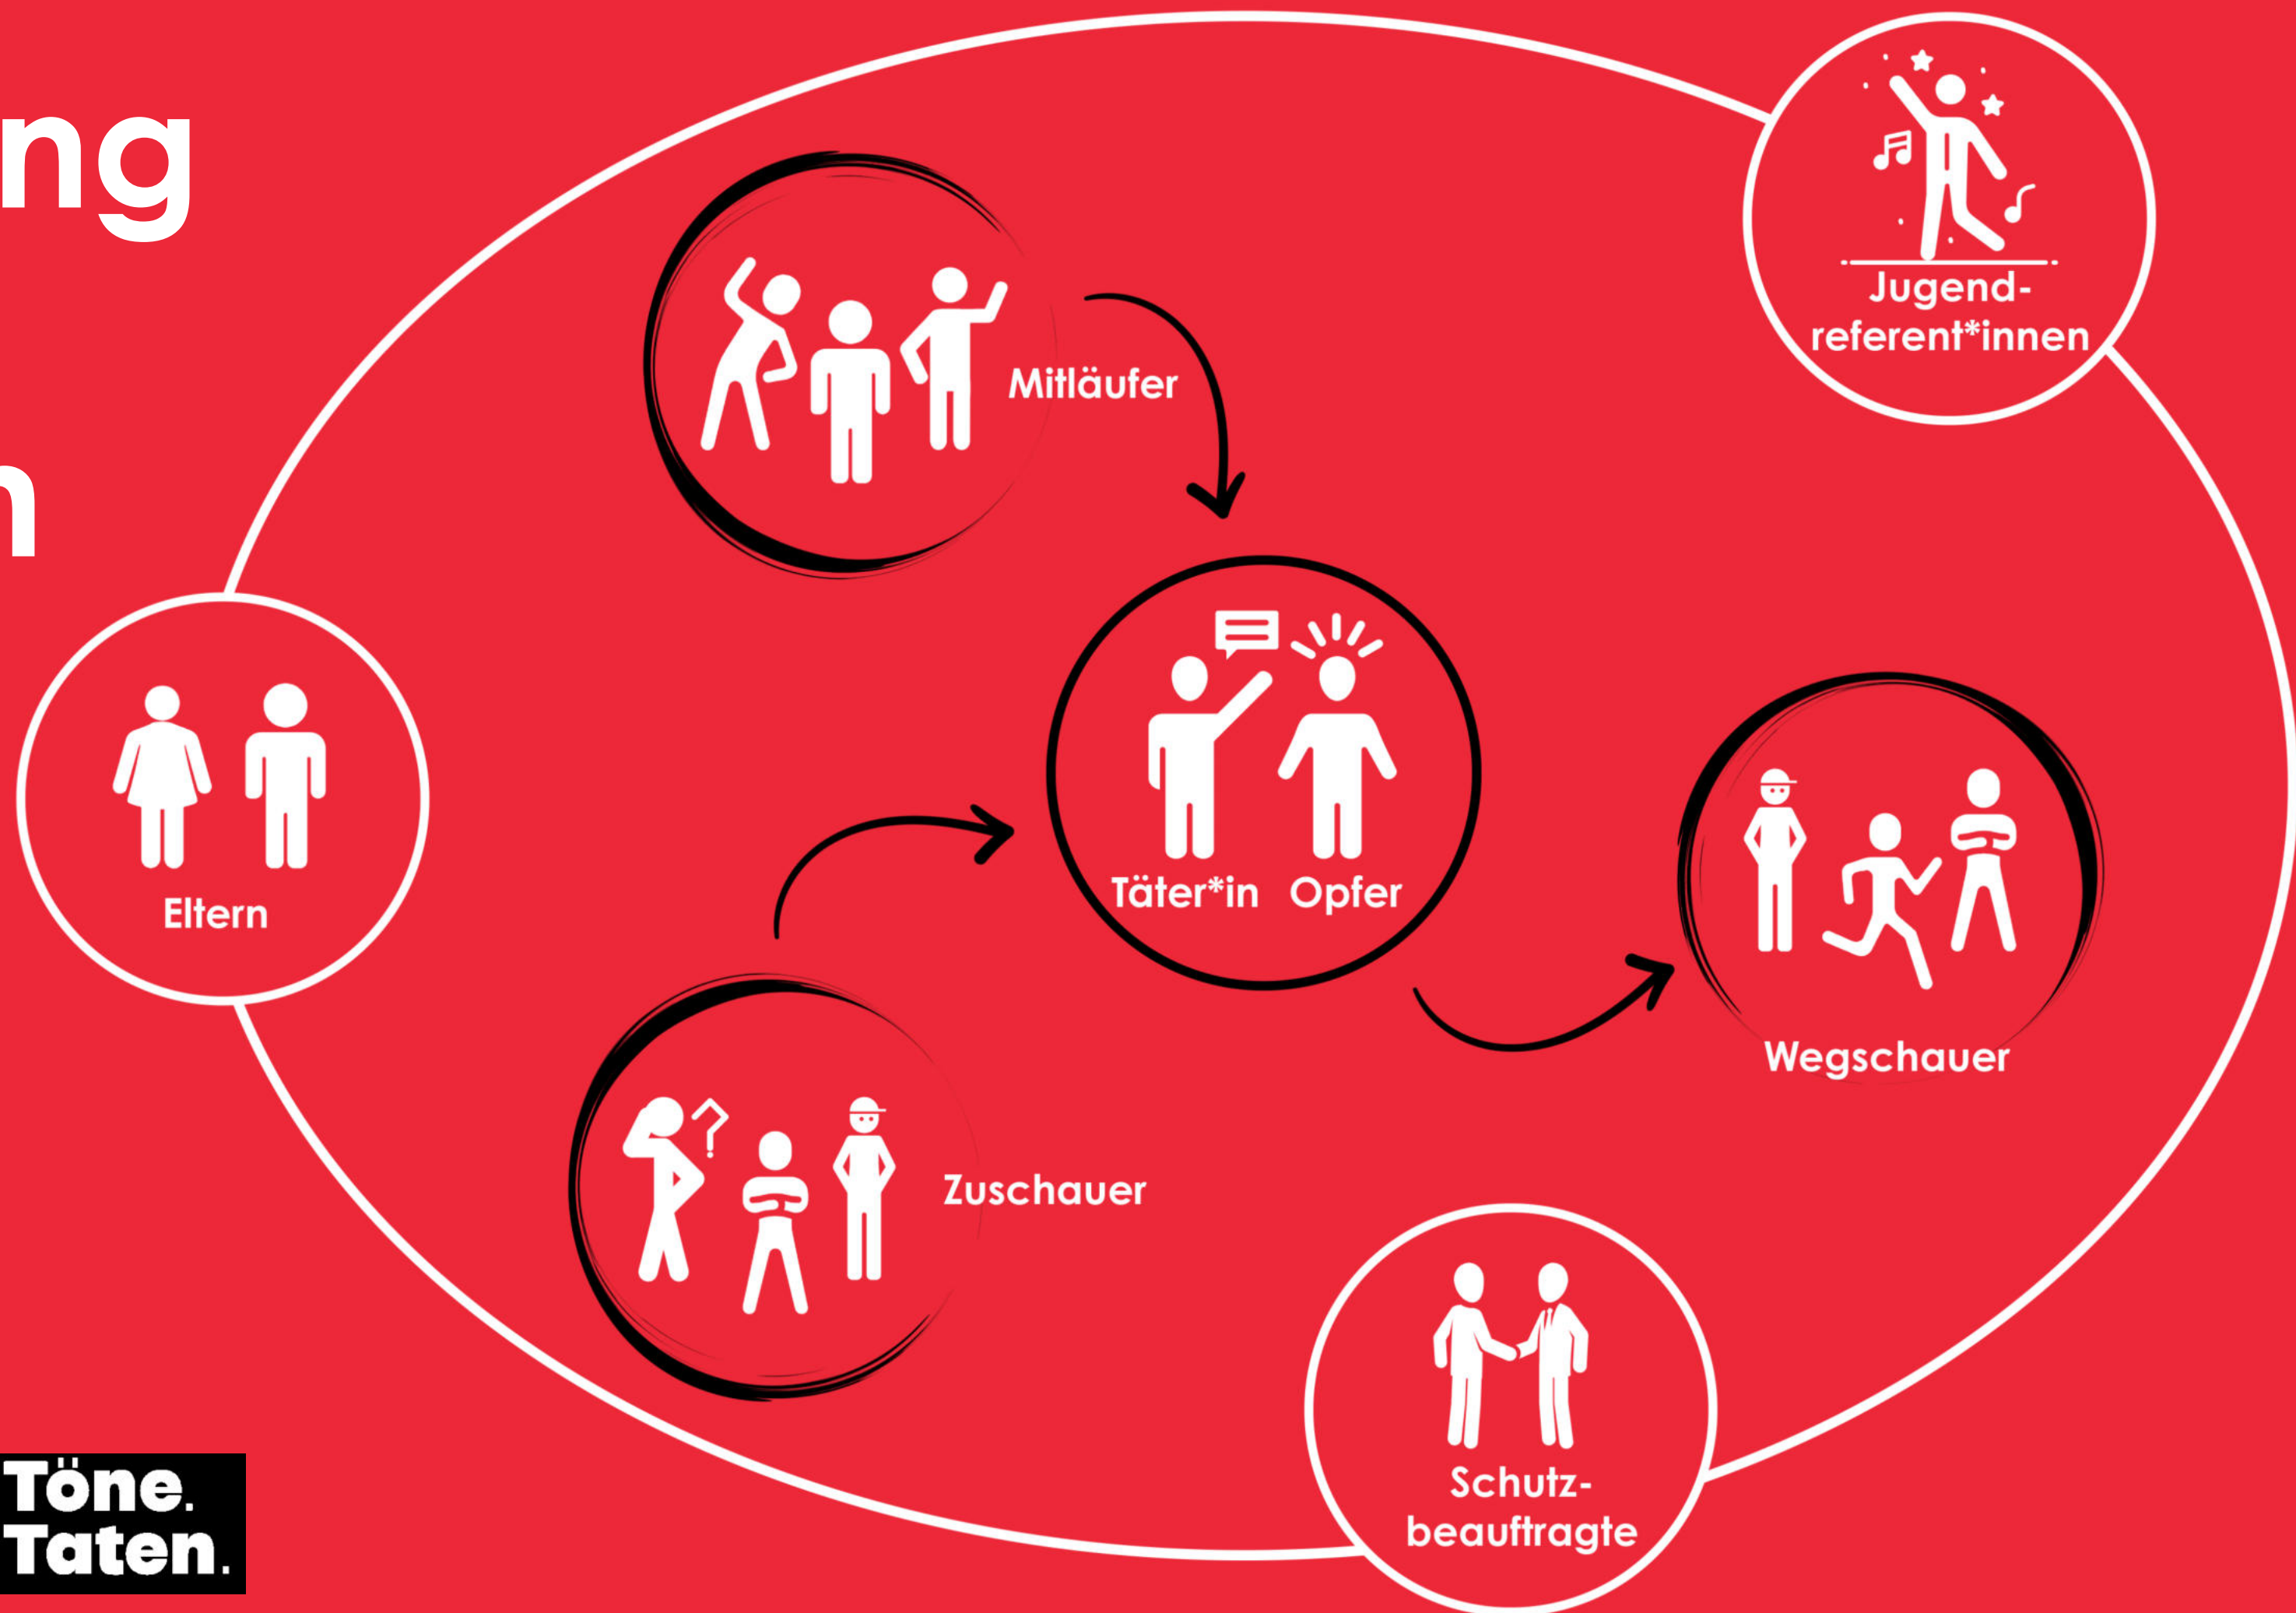 ng
n
Jugend-
referent*innen
Mitläufer
Täter*in Opfer
Eltern
Wegschauer
Zuschauer
Schutz-
beauftragte
Töne.
Taten.